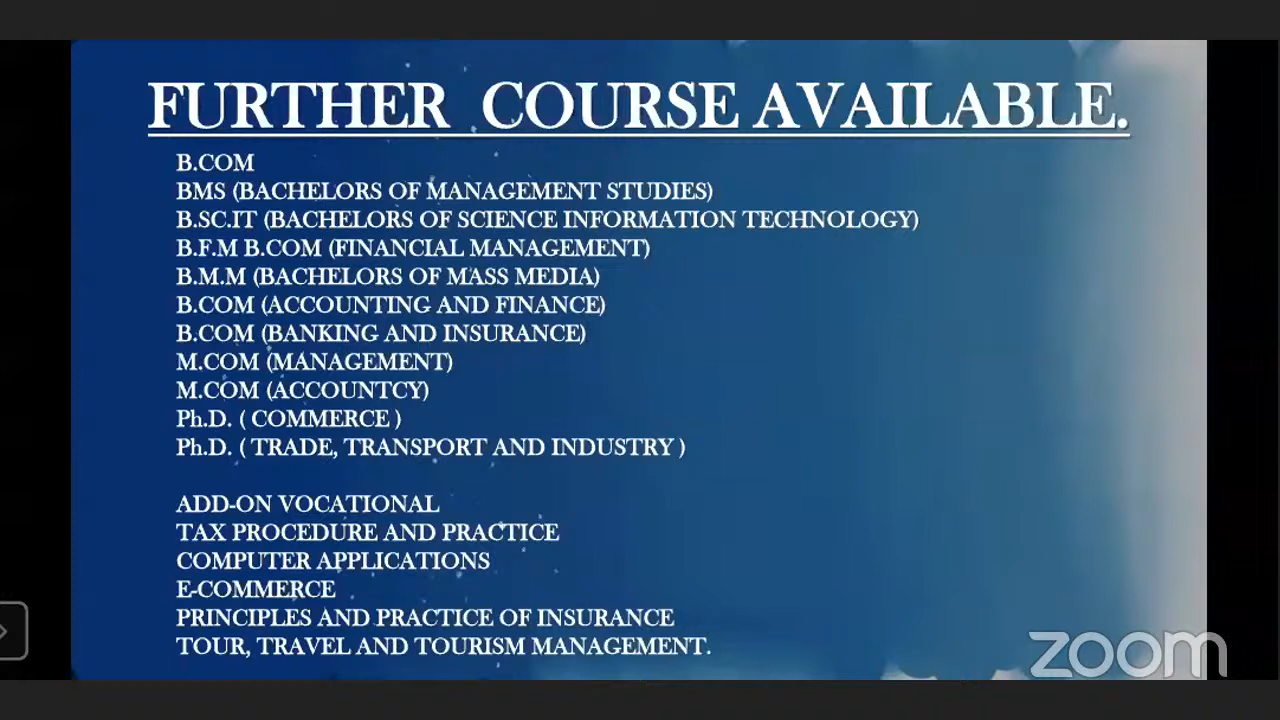 FURTHER COURSE AVAILABLE.
B.COM
BMS (BACHELORS OF MANAGEMENT STUDIES)
B.SC.IT (BACHELORS OF SCIENCE INFORMATION TECHNOLOGY)
B.F.M B.COM (FINANCIAL MANAGEMENT)
B.M.M (BACHELORS OF MASS MEDIA)
B.COM (ACCOUNTING AND FINANCE)
B.COM (BANKING AND INSURANCE)
M.COM (MANAGEMENT)
M.COM (ACCOUNTCY)
Ph.D. ( COMMERCE )
Ph.D. ( TRADE, TRANSPORT AND INDUSTRY )
ADD-ON VOCATIONAL
TAX PROCEDURE AND PRACTICE
COMPUTER APPLICATIONS
E-COMMERCE
PRINCIPLES AND PRACTICE OF INSURANCE
TOUR, TRAVEL AND TOURISM MANAGEMENT.
zoom